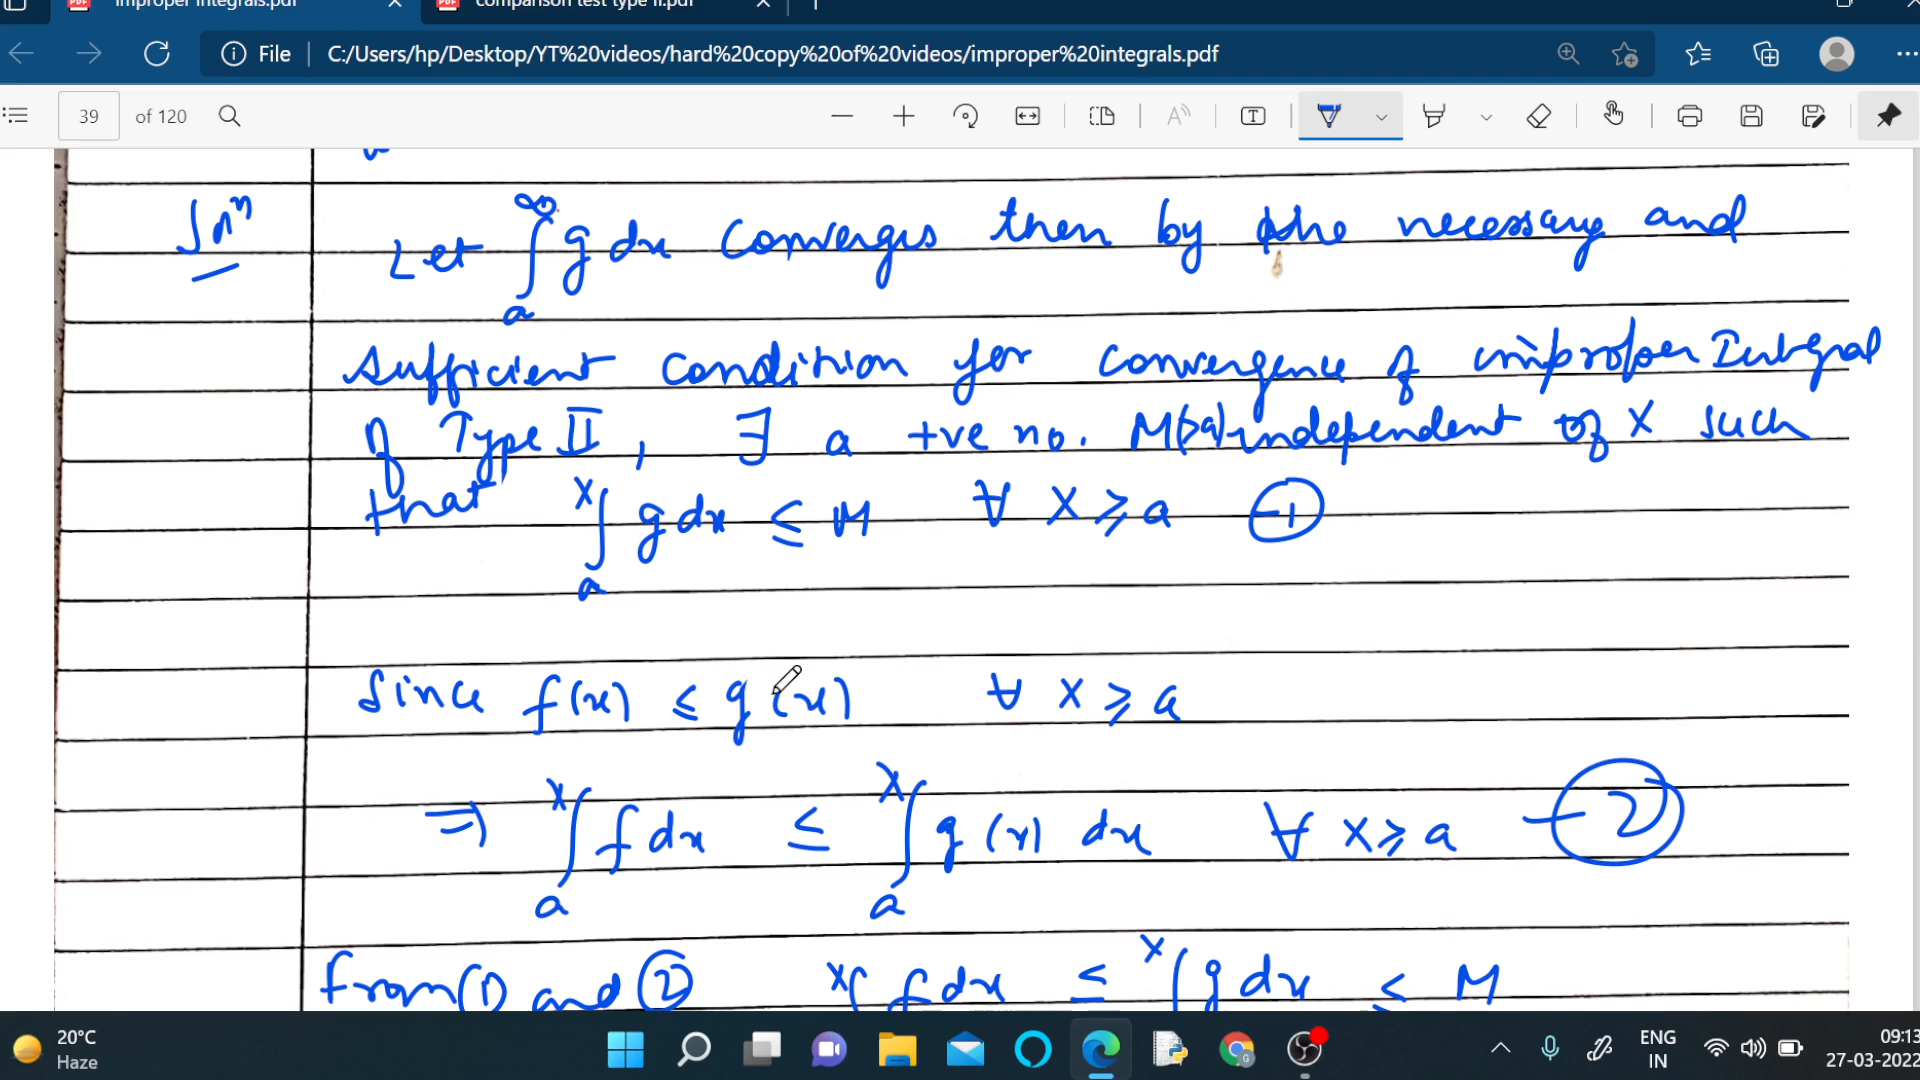 improper integrals.pdf
comparison test type II.pdf
File C:/Users/hp/Desktop/YT%20videos/hard%20copy%20of%20videos/improper%20integrals.pdf
39 of 120
Solⁿ
Let ∫ₐ^∞ g dx converges then by the necessary and
sufficient condition for convergence of improper Integral
of Type II, ∃ a +ve no. M(>a) independent of X such
that ∫ₐ^X g dx ≤ M ∀ X ≥ a —①
Since f(x) ≤ g(x) ∀ x ≥ a
⇒ ∫ₐ^X f dx ≤ ∫ₐ^X g(x) dx ∀ X ≥ a —②
from ① and ② ^X∫ f dx ≤ ^X∫ g dx ≤ M
20°C
Haze
ENG
IN
09:13
27-03-2022